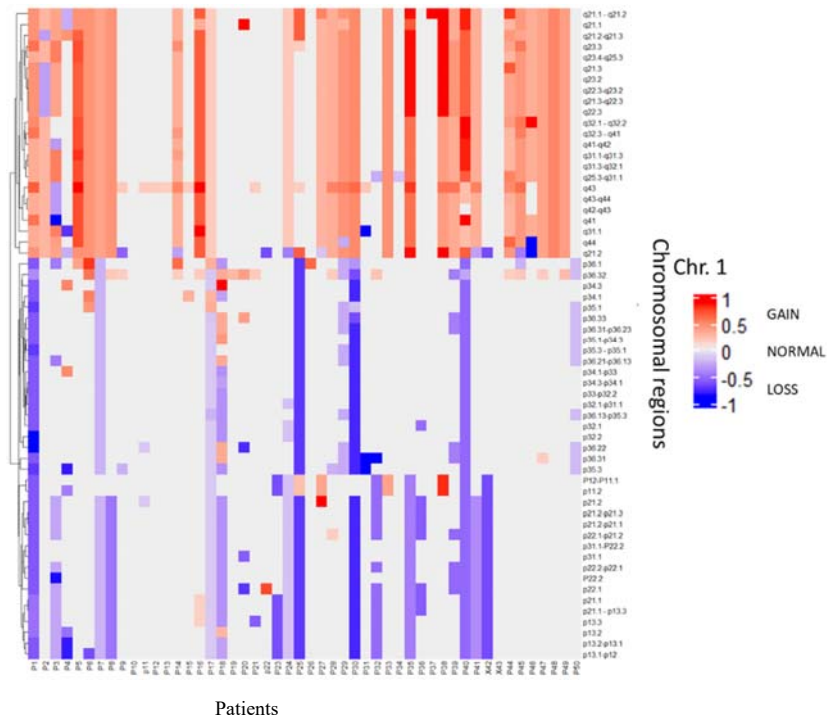 q21.1 - q21.2
q21.1
q21.2-q21.3
q23.3
q23.4-q25.3
q21.3
q23.2
q22.3-q23.2
q21.3-q22.3
q22.3
q32.1 - q32.2
q32.3 - q41
q41-q42
q31.1-q31.3
q31.3-q32.1
q25.3-q31.1
q43
q43-q44
q42-q43
q41
q31.1
q44
q21.2
p36.1
p36.32
p34.3
p34.1
p35.1
p36.33
p36.31-p36.23
p35.1-p34.3
p35.3 - p35.1
p36.21-p36.13
p34.1-p33
p34.3-p34.1
p33-p32.2
p32.1-p31.1
p36.13-p35.3
p32.1
p32.2
p36.22
p36.31
p35.3
P12-P11.1
p11.2
p21.2
p21.2-p21.3
p21.2-p21.1
p22.1-p21.2
p31.1-P22.2
p31.1
p22.2-p22.1
P22.2
p22.1
p21.1
p21.1 - p13.3
p13.3
p13.2
p13.2-p13.1
p13.1-p12
P1 P2 P3 P4 P5 P6 P7 P8 P9 P10 p11 P12 P13 P14 P15 P16 P17 P18 P19 P20 P21 p22 P23 P24 P25 P26 P27 P28 P29 P30 P31 P32 P33 P34 P35 P36 P37 P38 P39 P40 P41 X42 X43 P44 P45 P46 P47 P48 P49 P50
Patients
Chromosomal regions
Chr. 1
1
0.5
0
-0.5
-1
GAIN
NORMAL
LOSS